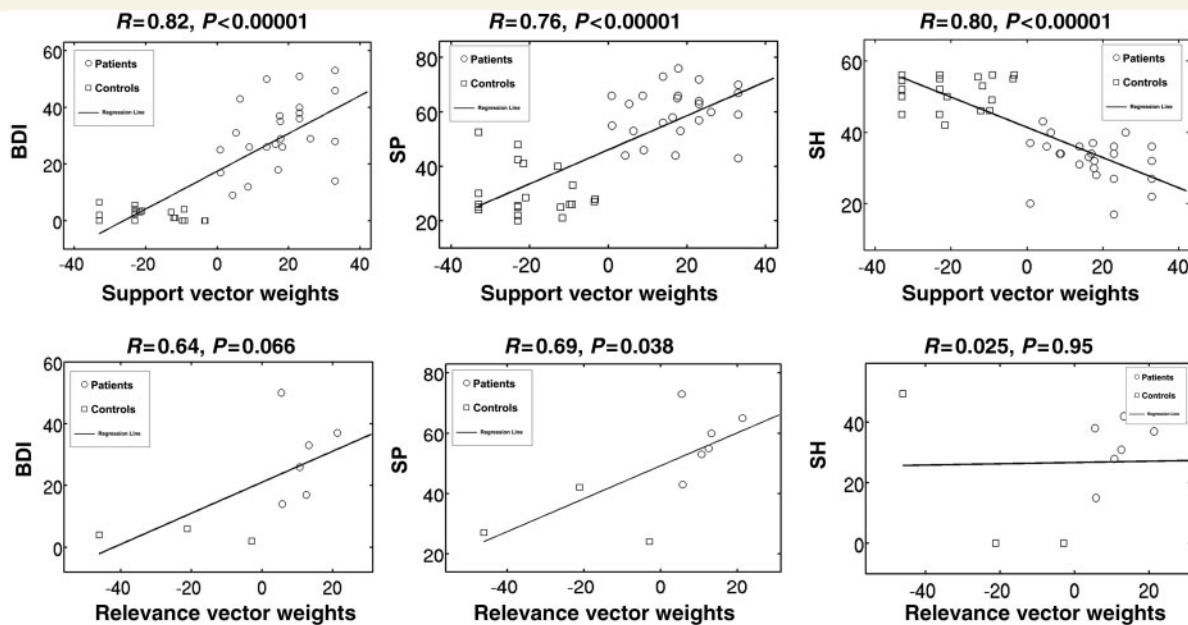 R=0.82, P<0.00001
60
40
20
0
BDI
Patients
Controls
Regression Line
-40 -20 0 20 40
Support vector weights
R=0.76, P<0.00001
80
60
40
20
SP
Patients
Controls
Regression Line
-40 -20 0 20 40
Support vector weights
R=0.80, P<0.00001
60
40
20
SH
Patients
Controls
Regression Line
-40 -20 0 20 40
Support vector weights
R=0.64, P=0.066
60
40
20
0
BDI
Patients
Controls
Regression Line
-40 -20 0 20
Relevance vector weights
R=0.69, P=0.038
80
60
40
20
SP
Patients
Controls
Regression Line
-40 -20 0 20
Relevance vector weights
R=0.025, P=0.95
40
20
0
SH
Patients
Controls
Regression Line
-40 -20 0 20
Relevance vector weights